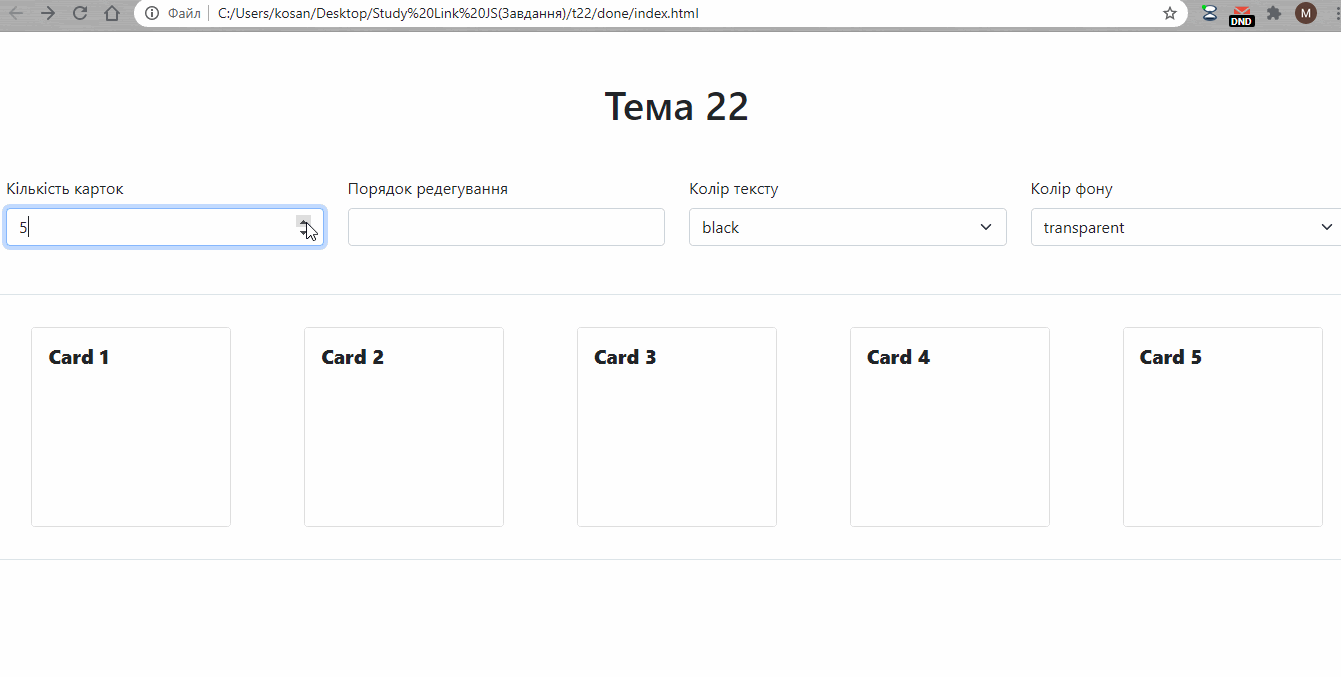 Файл C:/Users/kosan/Desktop/Study%20Link%20JS(Завдання)/t22/done/index.html DND M
Тема 22
Кількість карток Порядок редегування Колір тексту Колір фону
5 black transparent
Card 1 Card 2 Card 3 Card 4 Card 5